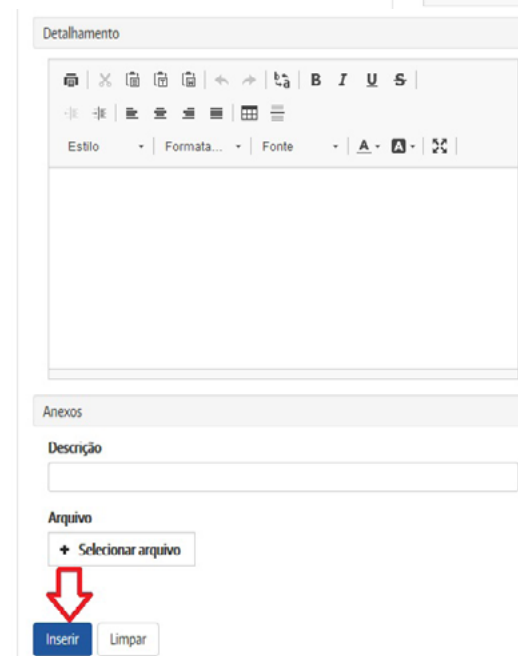 Detalhamento
B I U S
Estilo Formata... Fonte A A
Anexos
Descrição
Arquivo
+ Selecionar arquivo
Inserir Limpar